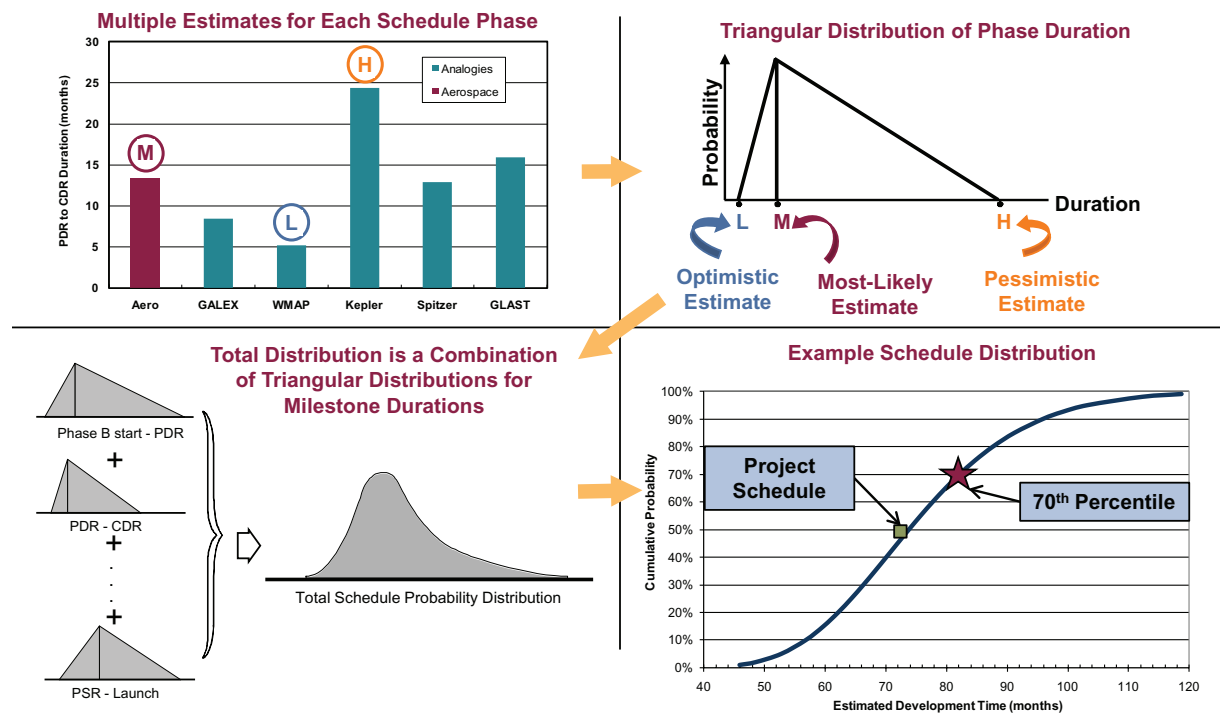 Multiple Estimates for Each Schedule Phase
PDR to CDR Duration (months)
30
25
20
15
10
5
0
Analogies
Aerospace
M
L
H
Aero GALEX WMAP Kepler Spitzer GLAST
Triangular Distribution of Phase Duration
Probability
Duration
L M H
Optimistic
Estimate
Most-Likely
Estimate
Pessimistic
Estimate
Total Distribution is a Combination
of Triangular Distributions for
Milestone Durations
Phase B start - PDR
+
PDR - CDR
+
.
.
.
.
+
PSR - Launch
Total Schedule Probability Distribution
Example Schedule Distribution
Cumulative Probability
100%
90%
80%
70%
60%
50%
40%
30%
20%
10%
0%
Project
Schedule
70th Percentile
40 50 60 70 80 90 100 110 120
Estimated Development Time (months)